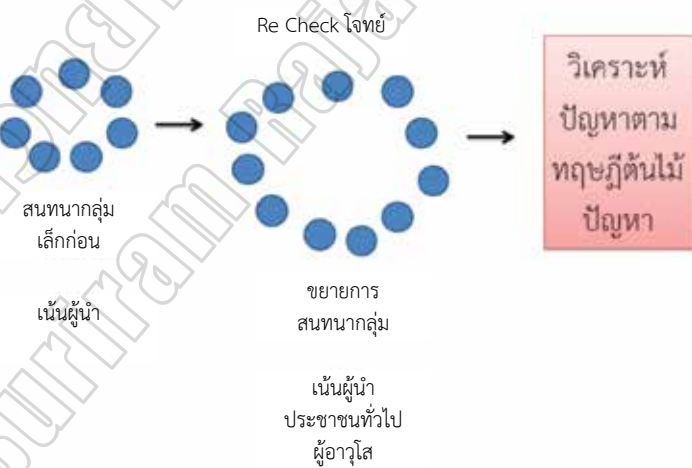 Re Check โจทย์
สนทนากลุ่ม
เล็กก่อน
เน้นผู้นำ
ขยายการ
สนทนากลุ่ม
เน้นผู้นำ
ประชาชนทั่วไป
ผู้อาวุโส
วิเคราะห์
ปัญหาตาม
ทฤษฎีต้นไม้
ปัญหา